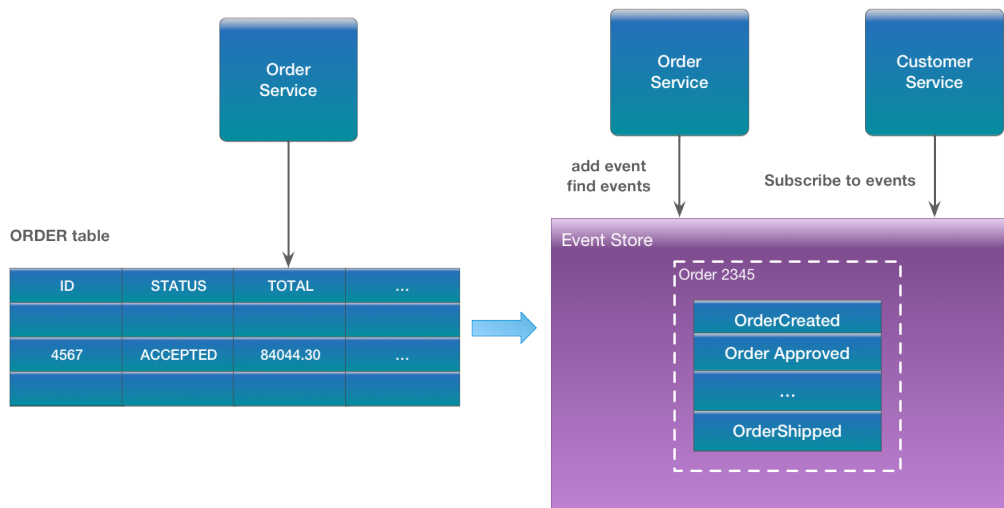 Order
Service
ORDER table
ID STATUS TOTAL ...
4567 ACCEPTED 84044.30 ...
Order
Service
Customer
Service
add event
find events
Subscribe to events
Event Store
Order 2345
OrderCreated
Order Approved
...
OrderShipped